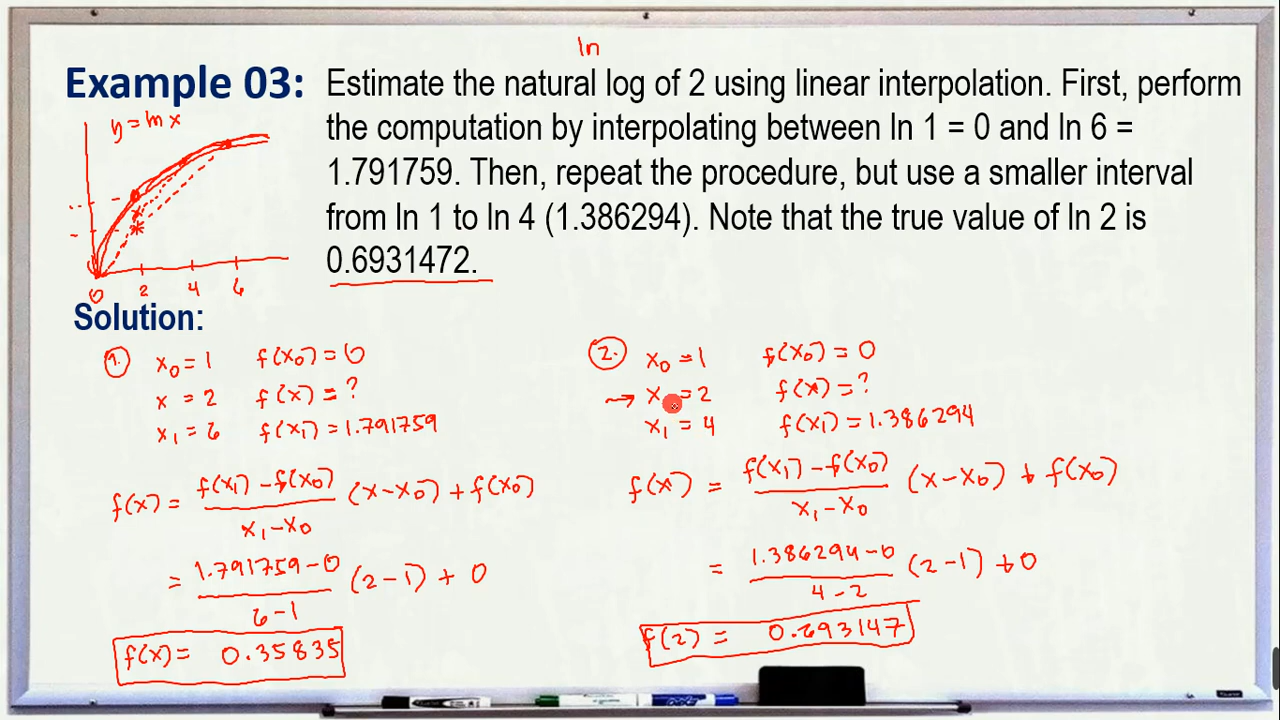 ln
Example 03: Estimate the natural log of 2 using linear interpolation. First, perform
the computation by interpolating between ln 1 = 0 and ln 6 =
1.791759. Then, repeat the procedure, but use a smaller interval
from ln 1 to ln 4 (1.386294). Note that the true value of ln 2 is
0.6931472.
y = ln x
0 2 4 6
Solution:
1. x₀ = 1 f(x₀) = 0
x = 2 f(x) = ?
x₁ = 6 f(x₁) = 1.791759
f(x) = f(x₁) - f(x₀) / x₁ - x₀ (x - x₀) + f(x₀)
= 1.791759 - 0 / 6 - 1 (2 - 1) + 0
f(x) = 0.35835
2. x₀ = 1 f(x₀) = 0
→ x = 2 f(x) = ?
x₁ = 4 f(x₁) = 1.386294
f(x) = f(x₁) - f(x₀) / x₁ - x₀ (x - x₀) + f(x₀)
= 1.386294 - 0 / 4 - 2 (2 - 1) + 0
f(2) = 0.693147